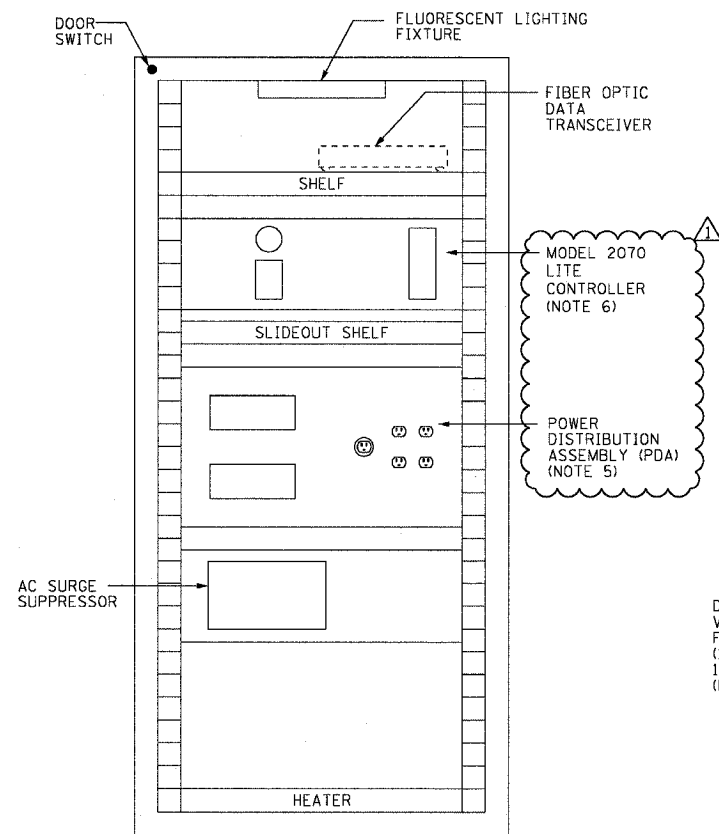 DOOR
SWITCH
FLUORESCENT LIGHTING
FIXTURE
FIBER OPTIC
DATA
TRANSCEIVER
SHELF
1
MODEL 2070
LITE
CONTROLLER
(NOTE 6)
SLIDEOUT SHELF
POWER
DISTRIBUTION
ASSEMBLY (PDA)
(NOTE 5)
AC SURGE
SUPPRESSOR
HEATER